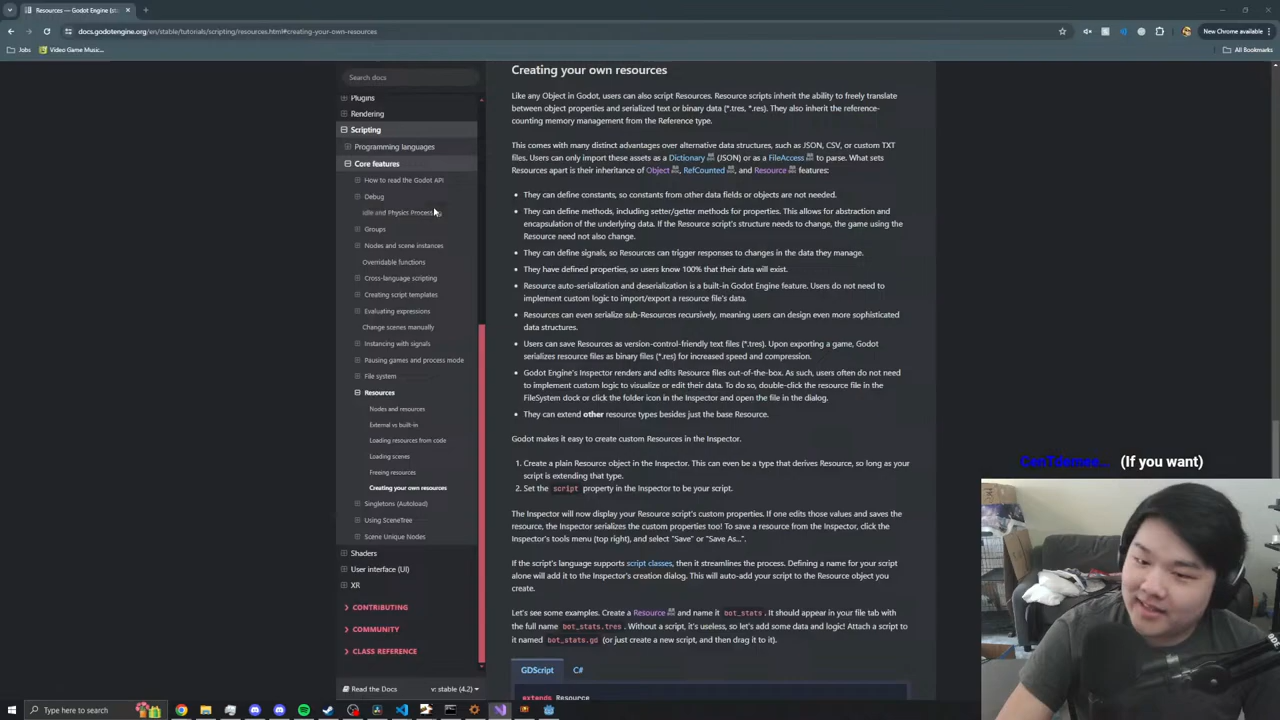 Resources — Godot Engine (st
docs.godotengine.org/en/stable/tutorials/scripting/resources.html#creating-your-own-resources
New Chrome available
Jobs
Video Game Music...
All Bookmarks
Search docs
Plugins
Rendering
Scripting
Programming languages
Core features
How to read the Godot API
Debug
Idle and Physics Process
Groups
Nodes and scene instances
Overridable functions
Cross-language scripting
Creating script templates
Evaluating expressions
Change scenes manually
Instancing with signals
Pausing games and process mode
File system
Resources
Nodes and resources
External vs built-in
Loading resources from code
Loading scenes
Freeing resources
Creating your own resources
Singletons (Autoload)
Using SceneTree
Scene Unique Nodes
Shaders
User interface (UI)
XR
CONTRIBUTING
COMMUNITY
CLASS REFERENCE
Read the Docs
v: stable (4.2)
Creating your own resources
Like any Object in Godot, users can also script Resources. Resource scripts inherit the ability to freely translate
between object properties and serialized text or binary data (*.tres, *.res). They also inherit the reference-
counting memory management from the Reference type.
This comes with many distinct advantages over alternative data structures, such as JSON, CSV, or custom TXT
files. Users can only import these assets as a Dictionary (JSON) or as a FileAccess to parse. What sets
Resources apart is their inheritance of Object, RefCounted, and Resource features:
• They can define constants, so constants from other data fields or objects are not needed.
• They can define methods, including setter/getter methods for properties. This allows for abstraction and
encapsulation of the underlying data. If the Resource script's structure needs to change, the game using the
Resource need not also change.
• They can define signals, so Resources can trigger responses to changes in the data they manage.
• They have defined properties, so users know 100% that their data will exist.
• Resource auto-serialization and deserialization is a built-in Godot Engine feature. Users do not need to
implement custom logic to import/export a resource file's data.
• Resources can even serialize sub-Resources recursively, meaning users can design even more sophisticated
data structures.
• Users can save Resources as version-control-friendly text files (*.tres). Upon exporting a game, Godot
serializes resource files as binary files (*.res) for increased speed and compression.
• Godot Engine's Inspector renders and edits Resource files out-of-the-box. As such, users often do not need
to implement custom logic to visualize or edit their data. To do so, double-click the resource file in the
FileSystem dock or click the folder icon in the Inspector and open the file in the dialog.
• They can extend other resource types besides just the base Resource.
Godot makes it easy to create custom Resources in the Inspector.
1. Create a plain Resource object in the Inspector. This can even be a type that derives Resource, so long as your
script is extending that type.
2. Set the script property in the Inspector to be your script.
The Inspector will now display your Resource script's custom properties. If one edits those values and saves the
resource, the Inspector serializes the custom properties too! To save a resource from the Inspector, click the
Inspector's tools menu (top right), and select "Save" or "Save As...".
If the script's language supports script classes, then it streamlines the process. Defining a name for your script
alone will add it to the Inspector's creation dialog. This will auto-add your script to the Resource object you
create.
Let's see some examples. Create a Resource and name it bot_stats. It should appear in your file tab with
the full name bot_stats.tres. Without a script, it's useless, so let's add some data and logic! Attach a script to
it named bot_stats.gd (or just create a new script, and then drag it to it).
GDScript C#
extends Resource
(If you want)
Type here to search